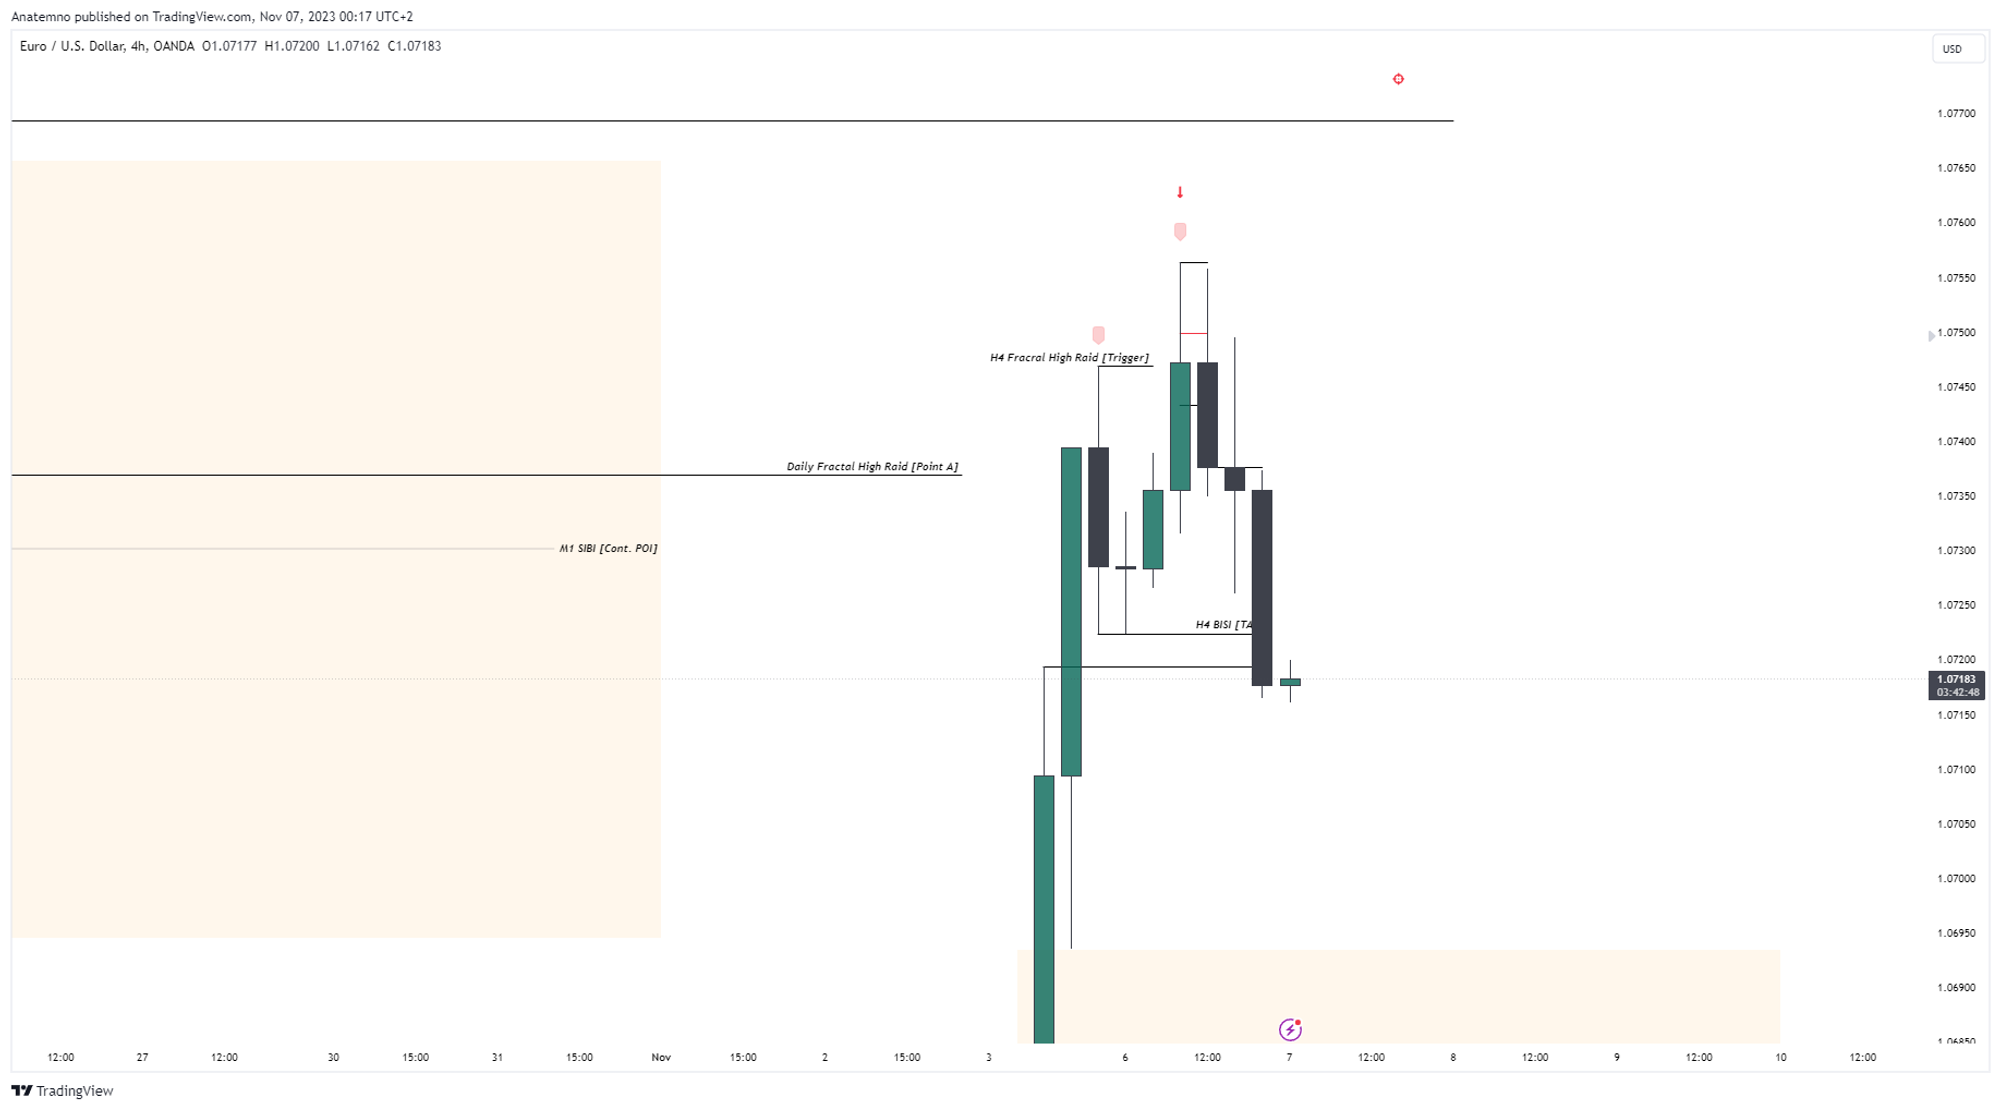 Anatemno published on TradingView.com, Nov 07, 2023 00:17 UTC+2
Euro / U.S. Dollar, 4h, OANDA O1.07177 H1.07200 L1.07162 C1.07183
USD
1.07700
1.07650
1.07600
1.07550
1.07500
H4 Fracral High Raid [Trigger]
1.07450
1.07400
Daily Fractal High Raid [Point A]
1.07350
M1 SIBI [Cont. POI]
1.07300
1.07250
H4 BISI [TA
1.07200
1.07183
03:42:48
1.07150
1.07100
1.07050
1.07000
1.06950
1.06900
1.06850
12:00 27 12:00 30 15:00 31 15:00 Nov 15:00 2 15:00 3 6 12:00 7 12:00 8 12:00 9 12:00 10 12:00
TradingView